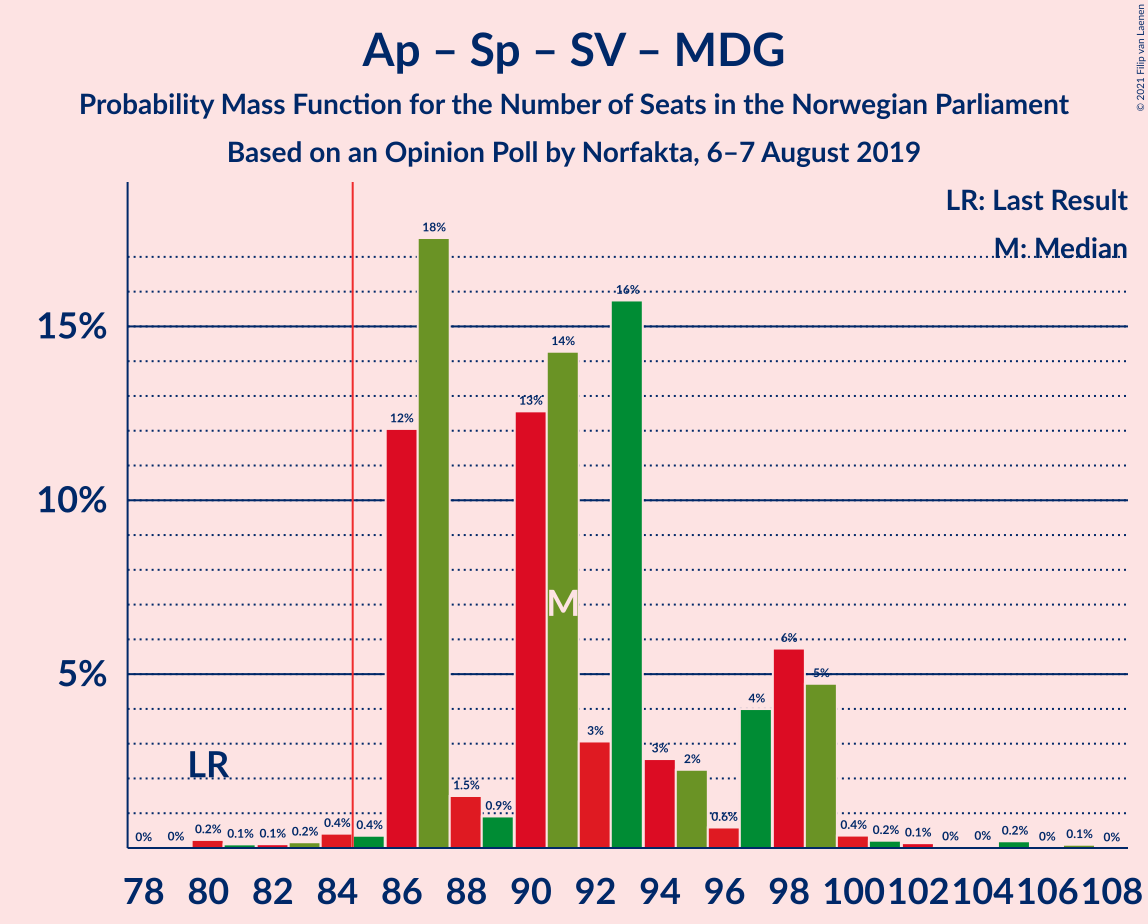 Ap – Sp – SV – MDG
Probability Mass Function for the Number of Seats in the Norwegian Parliament
Based on an Opinion Poll by Norfakta, 6–7 August 2019
© 2021 Filip van Laenen
LR: Last Result
M: Median
18%
16%
15%
14%
13%
12%
10%
M
6%
5%
5%
4%
3%
3%
2%
LR
1.5%
0.9%
0.6%
0% 0% 0.2% 0.1% 0.1% 0.2% 0.4% 0.4% 0.4% 0.2% 0.1% 0% 0% 0.2% 0% 0.1% 0%
78 80 82 84 86 88 90 92 94 96 98 100 102 104 106 108